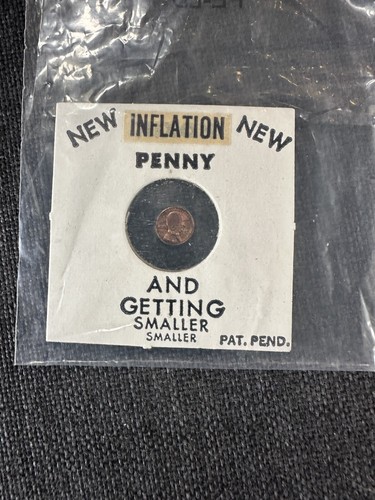 NEW INFLATION NEW
PENNY
AND
GETTING
SMALLER
SMALLER
PAT. PEND.